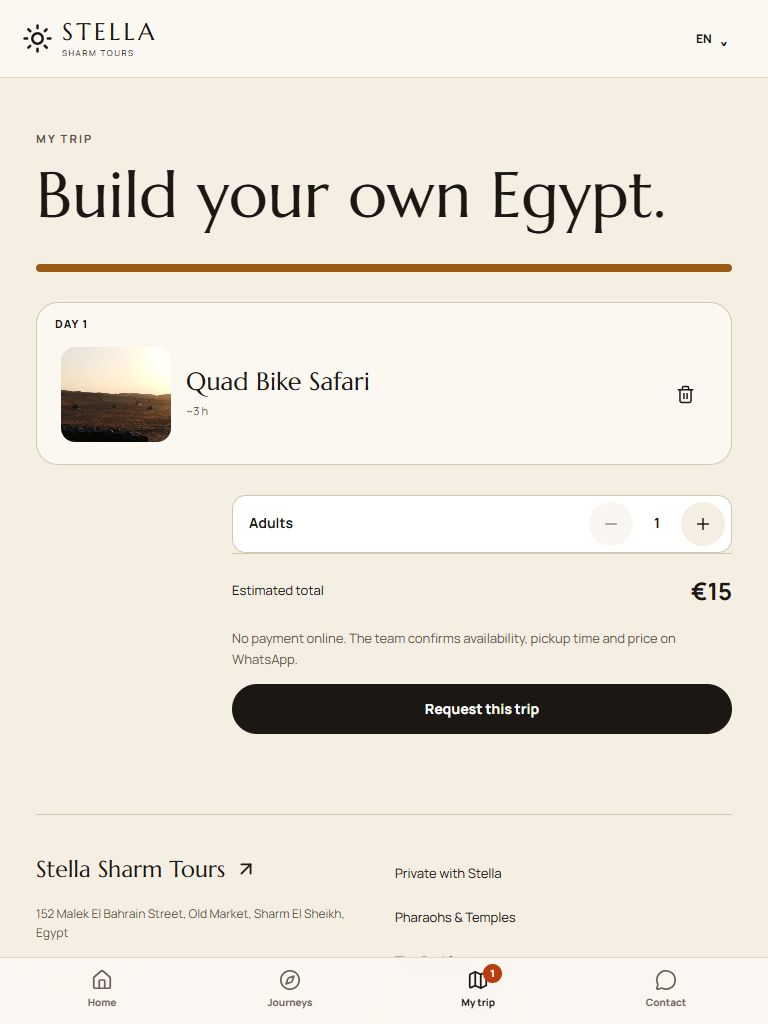 STELLA
SHARM TOURS
EN
MY TRIP
Build your own Egypt.
DAY 1
Quad Bike Safari
~3 h
Adults
1
Estimated total
€15
No payment online. The team confirms availability, pickup time and price on
WhatsApp.
Request this trip
Stella Sharm Tours
152 Malek El Bahrain Street, Old Market, Sharm El Sheikh,
Egypt
Private with Stella
Pharaohs & Temples
1
Home
Journeys
My trip
Contact